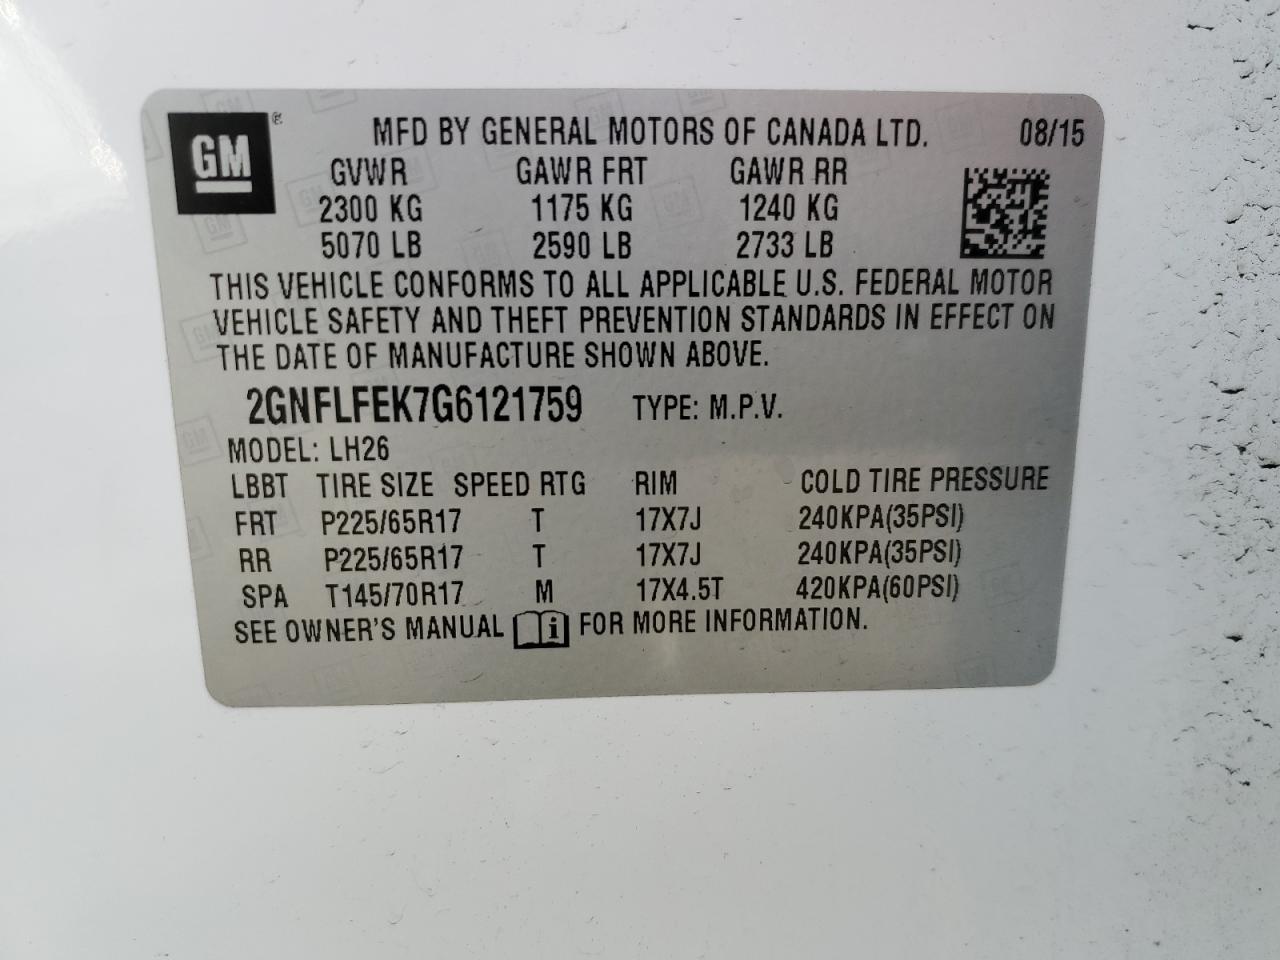 GM ® MFD BY GENERAL MOTORS OF CANADA LTD. 08/15
GVWR GAWR FRT GAWR RR
2300 KG 1175 KG 1240 KG
5070 LB 2590 LB 2733 LB
THIS VEHICLE CONFORMS TO ALL APPLICABLE U.S. FEDERAL MOTOR
VEHICLE SAFETY AND THEFT PREVENTION STANDARDS IN EFFECT ON
THE DATE OF MANUFACTURE SHOWN ABOVE.
2GNFLFEK7G6121759 TYPE: M.P.V.
MODEL: LH26
LBBT TIRE SIZE SPEED RTG RIM COLD TIRE PRESSURE
FRT P225/65R17 T 17X7J 240KPA(35PSI)
RR P225/65R17 T 17X7J 240KPA(35PSI)
SPA T145/70R17 M 17X4.5T 420KPA(60PSI)
SEE OWNER'S MANUAL i FOR MORE INFORMATION.